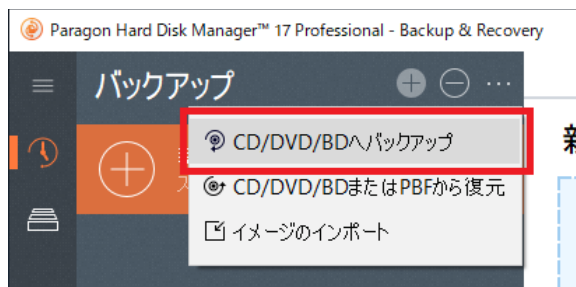 Paragon Hard Disk Manager™ 17 Professional - Backup & Recovery
バックアップ
CD/DVD/BDへバックアップ
CD/DVD/BDまたはPBFから復元
イメージのインポート